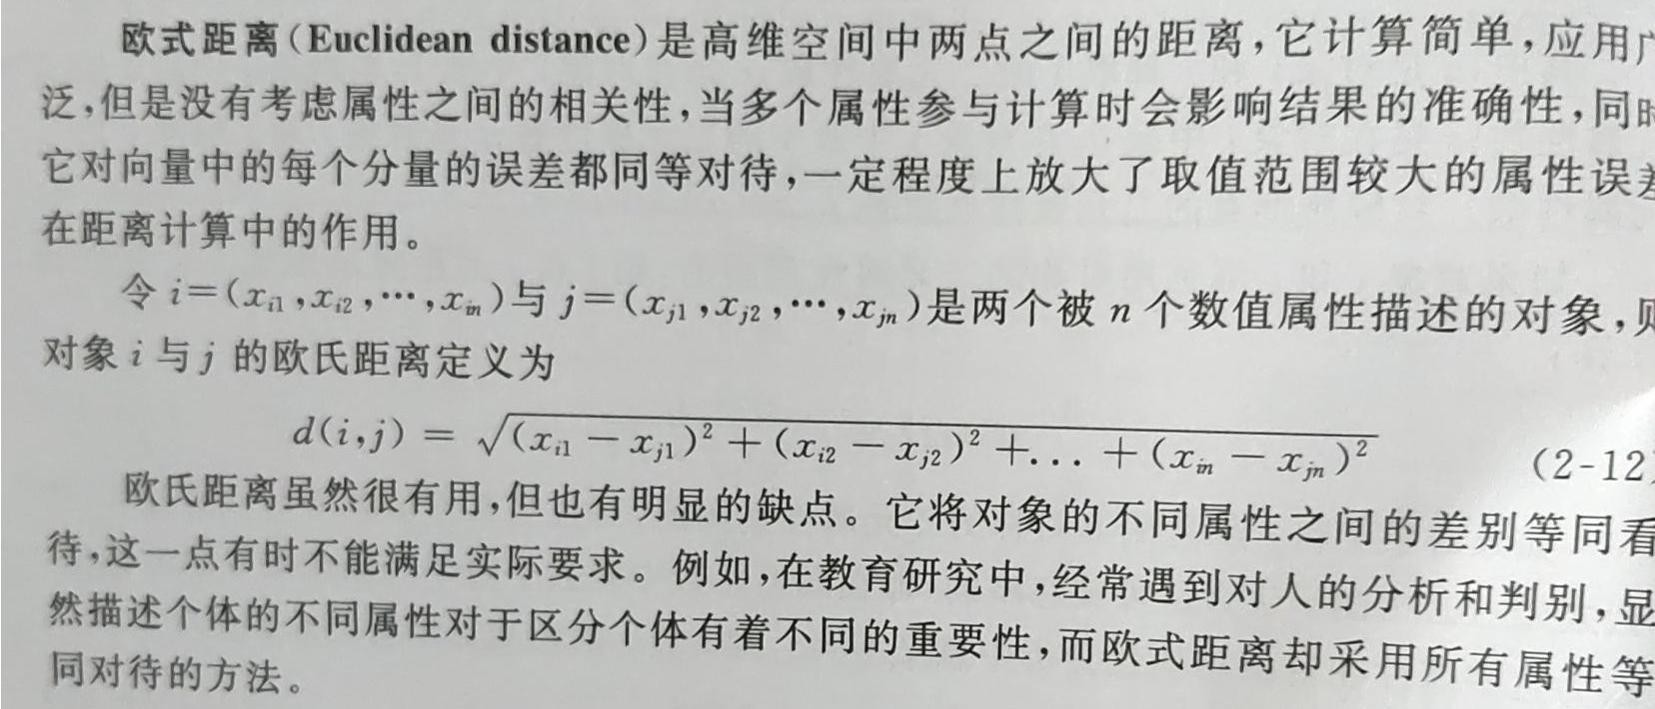 欧式距离(Euclidean distance)是高维空间中两点之间的距离,它计算简单,应用广
泛,但是没有考虑属性之间的相关性,当多个属性参与计算时会影响结果的准确性,同时
它对向量中的每个分量的误差都同等对待,一定程度上放大了取值范围较大的属性误差
在距离计算中的作用。
令 i=(x_{i1},x_{i2},…,x_{in})与 j=(x_{j1},x_{j2},…,x_{jn})是两个被 n 个数值属性描述的对象,则
对象 i 与 j 的欧氏距离定义为
d(i,j) = √((x_{i1} − x_{j1})² + (x_{i2} − x_{j2})² +... + (x_{in} − x_{jn})²) (2-12)
欧氏距离虽然很有用,但也有明显的缺点。它将对象的不同属性之间的差别等同看
待,这一点有时不能满足实际要求。例如,在教育研究中,经常遇到对人的分析和判别,显
然描述个体的不同属性对于区分个体有着不同的重要性,而欧式距离却采用所有属性等
同对待的方法。